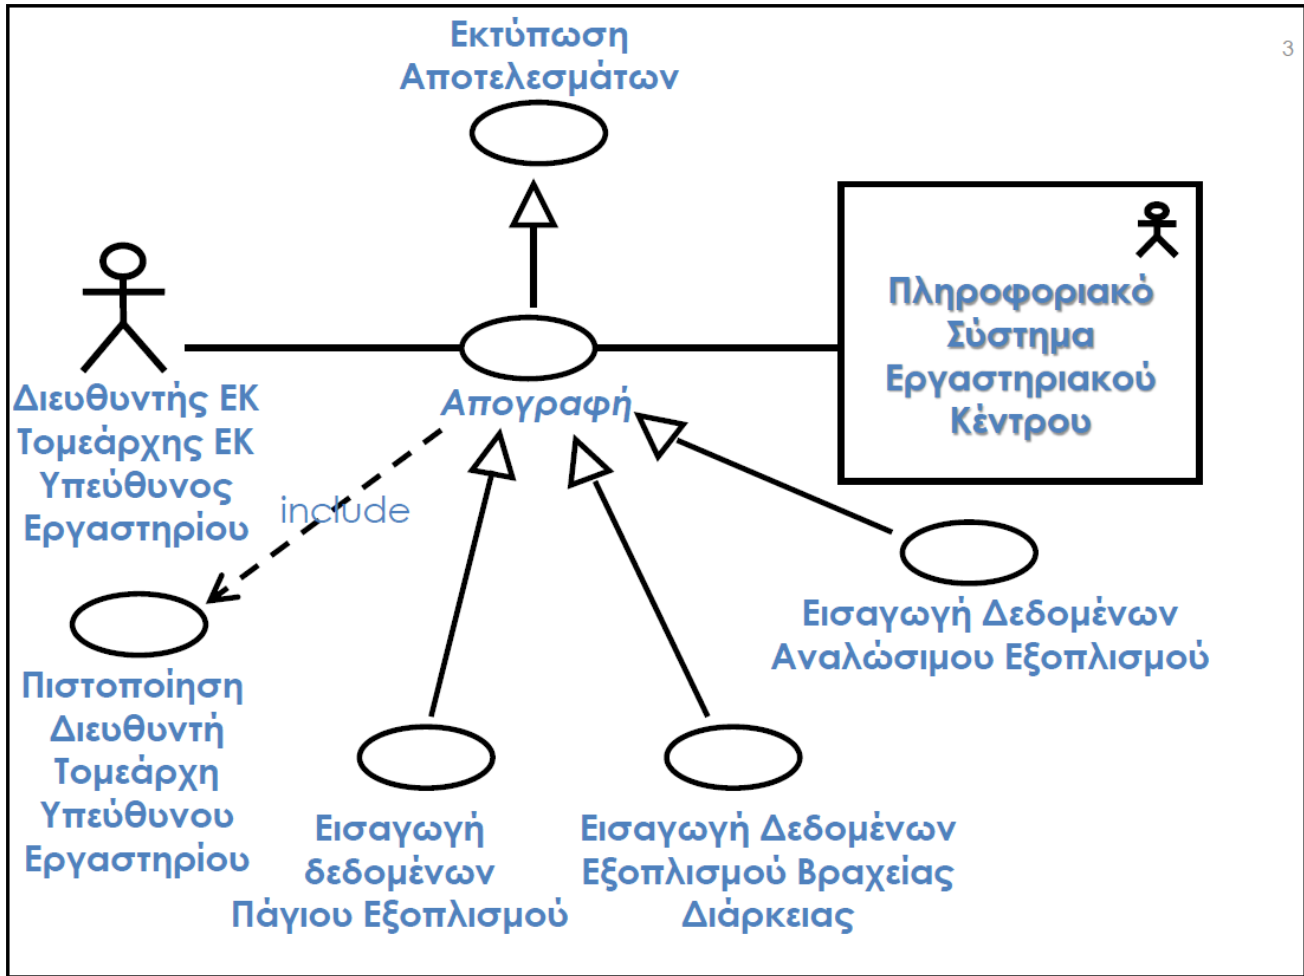 Εκτύπωση
Αποτελεσμάτων
3
Πληροφοριακό
Σύστημα
Εργαστηριακού
Κέντρου
Διευθυντής ΕΚ
Τομεάρχης ΕΚ
Υπεύθυνος
Εργαστηρίου
Απογραφή
include
Εισαγωγή Δεδομένων
Αναλώσιμου Εξοπλισμού
Πιστοποίηση
Διευθυντή
Τομεάρχη
Υπεύθυνου
Εργαστηρίου
Εισαγωγή
δεδομένων
Πάγιου Εξοπλισμού
Εισαγωγή Δεδομένων
Εξοπλισμού Βραχείας
Διάρκειας